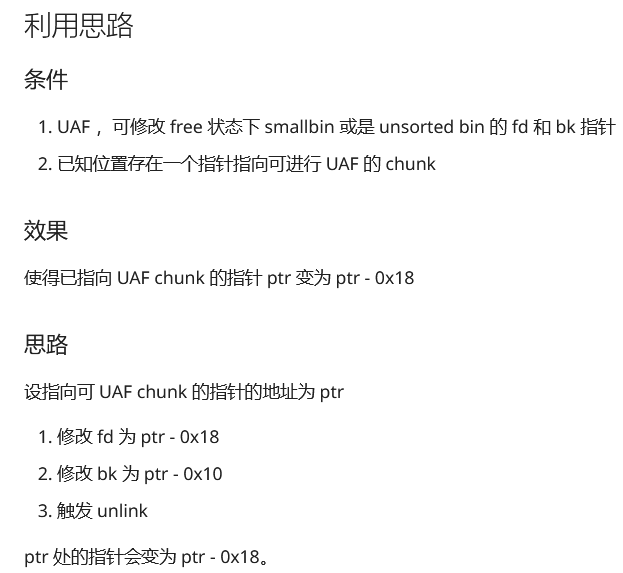 利用思路
条件
1. UAF ，可修改 free 状态下 smallbin 或是 unsorted bin 的 fd 和 bk 指针
2. 已知位置存在一个指针指向可进行 UAF 的 chunk
效果
使得已指向 UAF chunk 的指针 ptr 变为 ptr - 0x18
思路
设指向可 UAF chunk 的指针的地址为 ptr
1. 修改 fd 为 ptr - 0x18
2. 修改 bk 为 ptr - 0x10
3. 触发 unlink
ptr 处的指针会变为 ptr - 0x18。